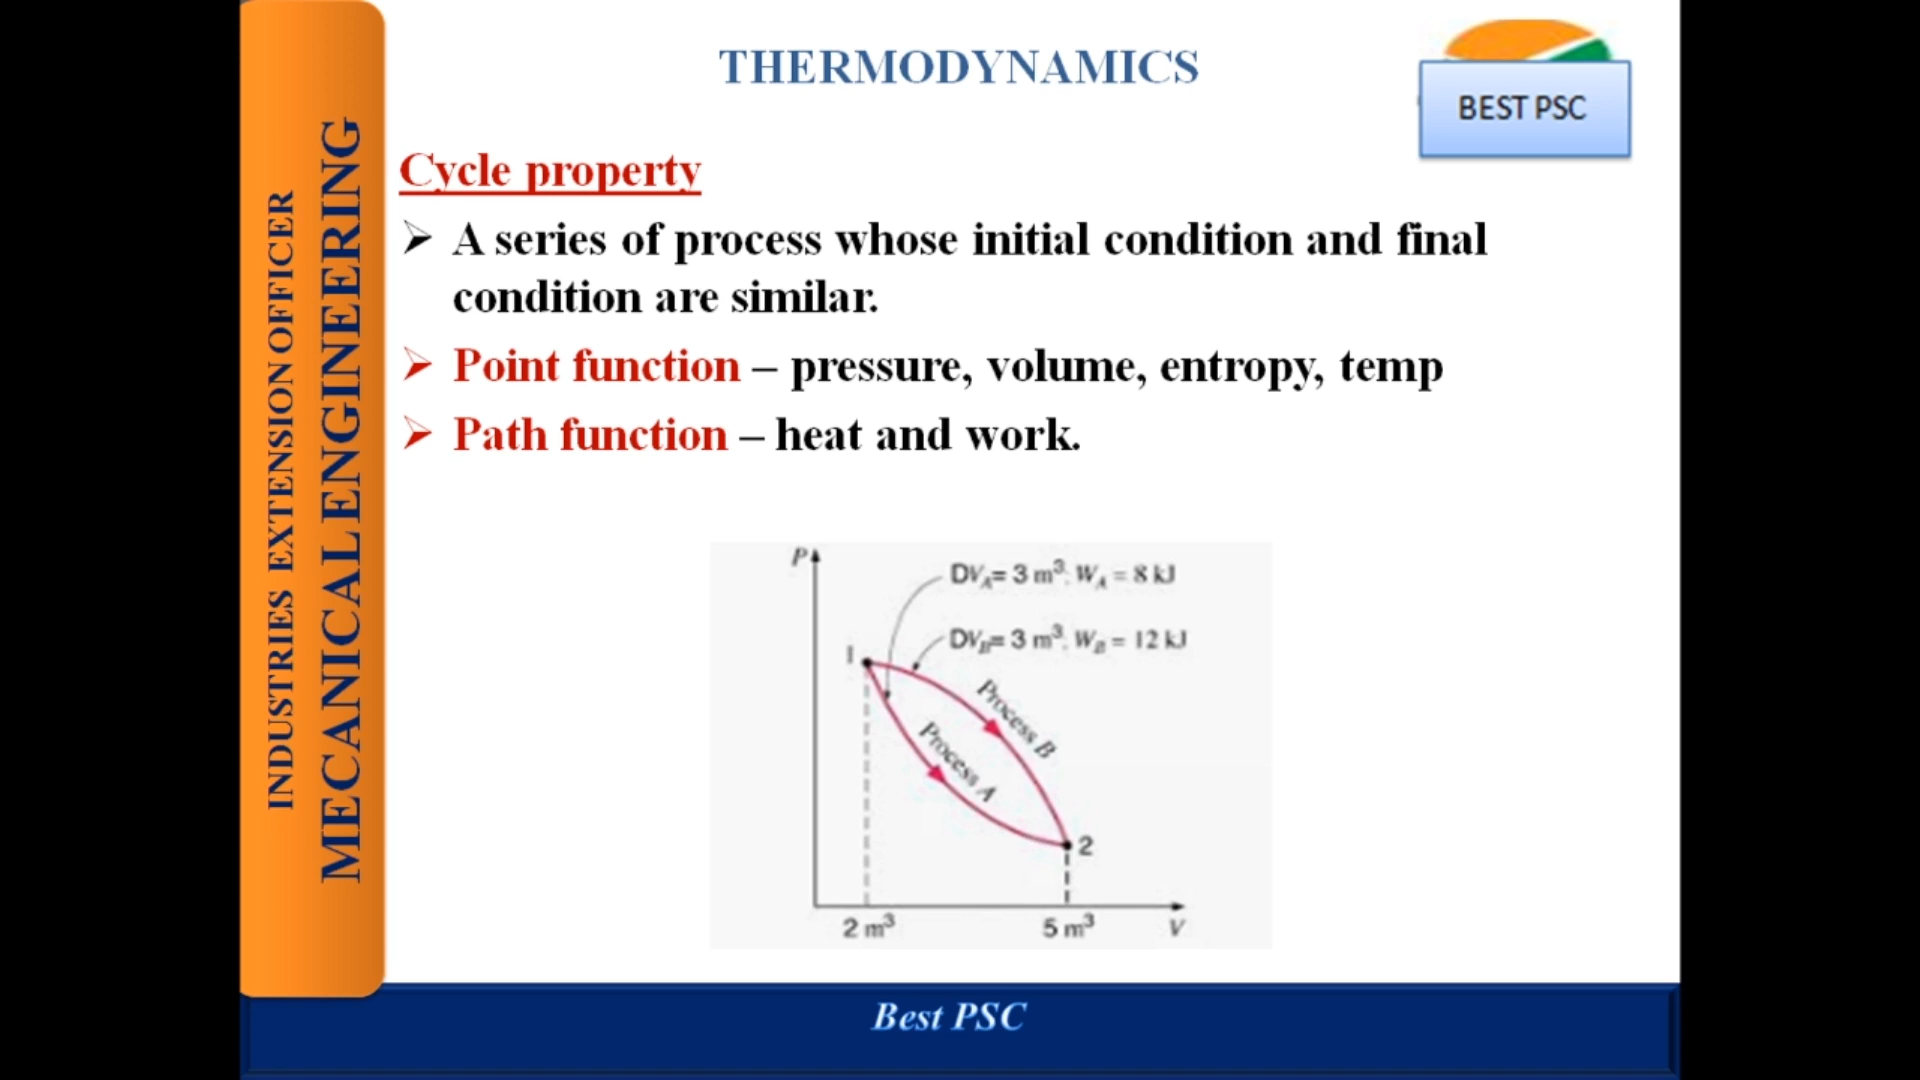 THERMODYNAMICS
BEST PSC
INDUSTRIES EXTENSION OFFICER
MECANICAL ENGINEERING
Cycle property
➢ A series of process whose initial condition and final
condition are similar.
➢ Point function – pressure, volume, entropy, temp
➢ Path function – heat and work.
P
DV_A = 3 m³; W_A = 8 kJ
DV_B = 3 m³; W_B = 12 kJ
1
Process B
Process A
2
2 m³
5 m³
V
Best PSC